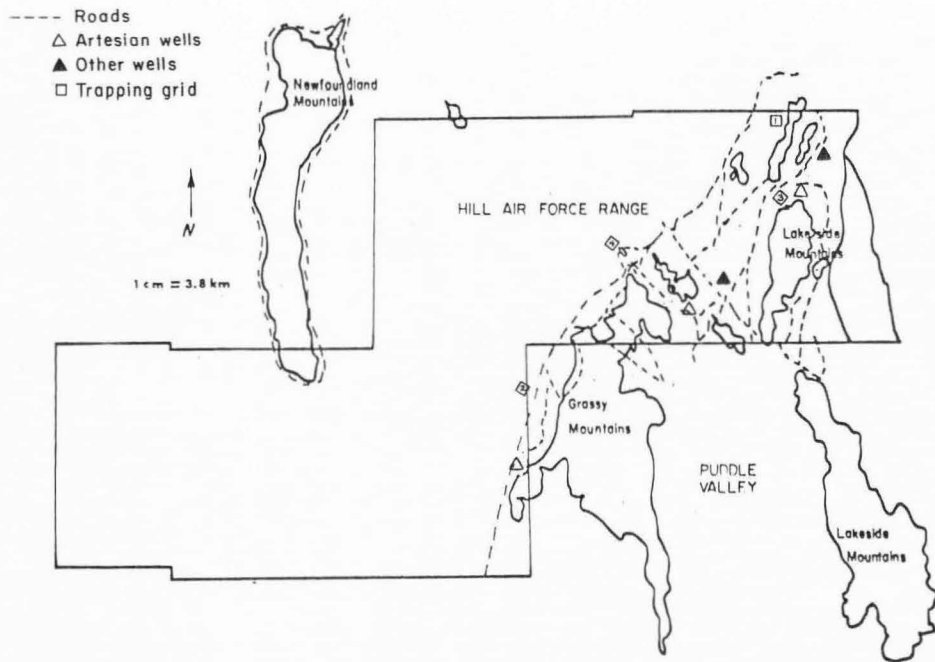 Roads
Artesian wells
Other wells
Trapping grid
Newfoundland
Mountains
N
1 cm = 3.8 km
HILL AIR FORCE RANGE
1
3
Lakeside
Mountains
4
2
Grassy
Mountains
PUDDLE
VALLEY
Lakeside
Mountains